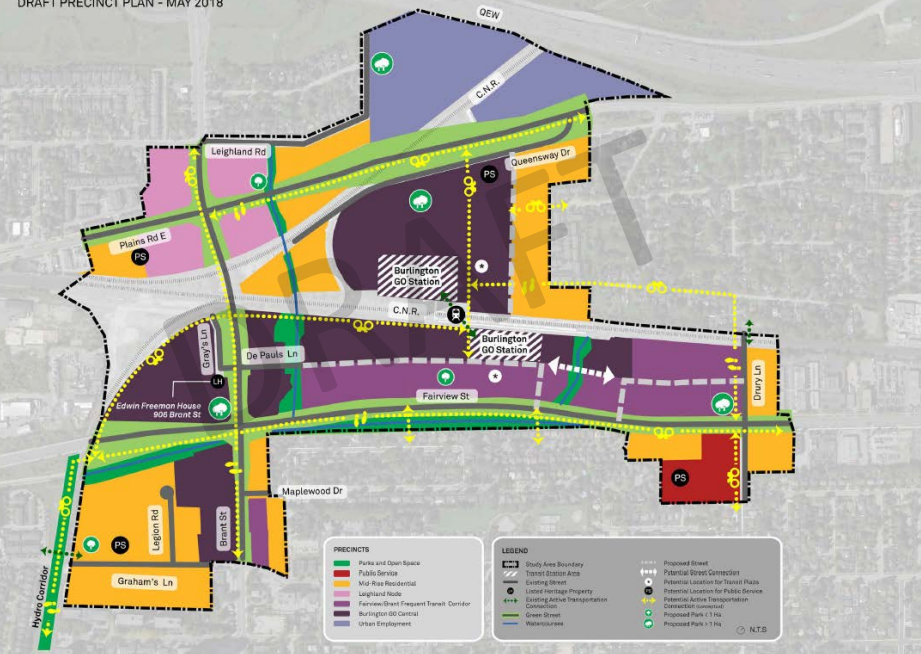 DRAFT PRECINCT PLAN - MAY 2018
QEW
C.N.R.
Leighland Rd
Queensway Dr
PS
Plains Rd E
PS
DRAFT
Burlington
GO Station
C.N.R.
Burlington
GO Station
Gray's Ln
De Pauls Ln
LH
Edwin Freeman House
906 Brant St
Fairview St
Drury Ln
PS
Maplewood Dr
Legion Rd
Brant St
PS
Graham's Ln
Hydro Corridor
PRECINCTS
Parks and Open Space
Public Service
Mid-Rise Residential
Leighland Node
Fairview/Brant Frequent Transit Corridor
Burlington GO Central
Urban Employment
LEGEND
Study Area Boundary
Transit Station Area
Existing Street
Listed Heritage Property
Existing Active Transportation
Connection
Green Street
Watercourses
Proposed Street
Potential Street Connection
Potential Location for Transit Plaza
Potential Location for Public Service
Potential Active Transportation
Connection
Proposed Park < 1 Ha
Proposed Park > 1 Ha
N.T.S